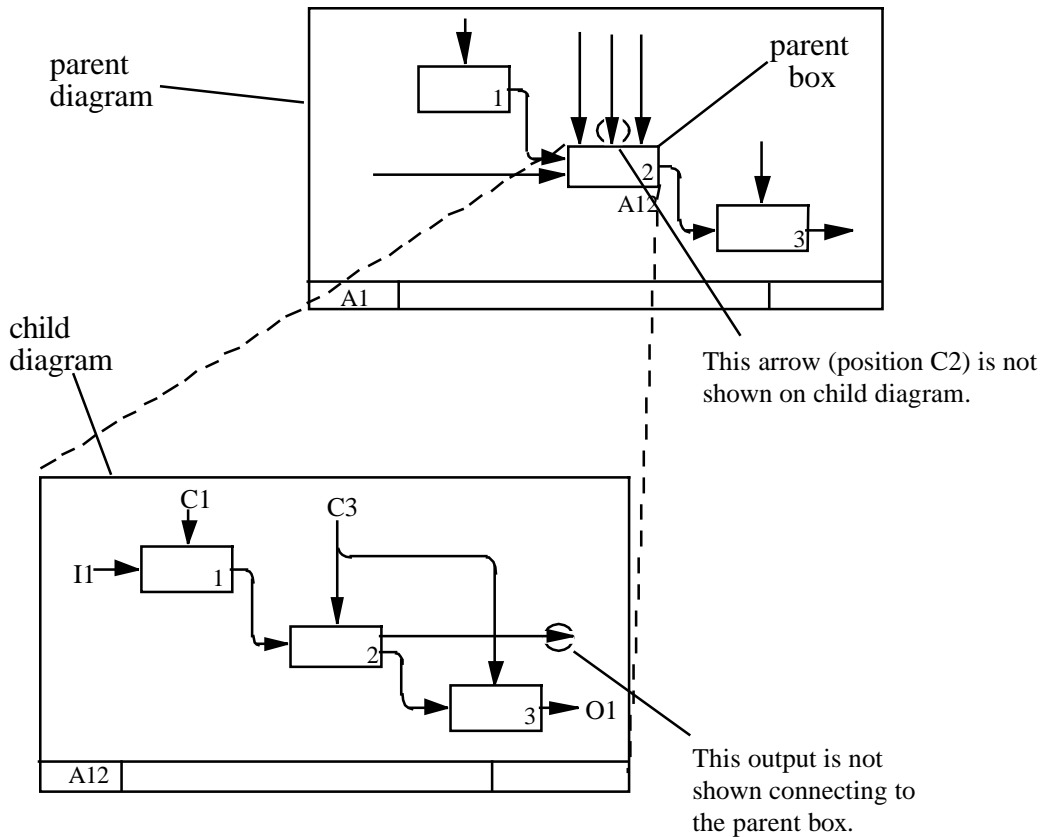 parent
diagram
parent
box
1
2
A12
3
A1
This arrow (position C2) is not
shown on child diagram.
child
diagram
C1
C3
I1
1
2
3
O1
A12
This output is not
shown connecting to
the parent box.